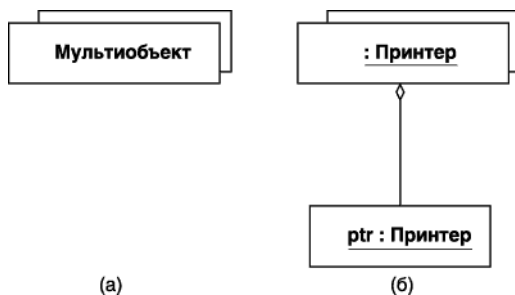 Мультиобъект
: Принтер
ptr : Принтер
(а)
(б)